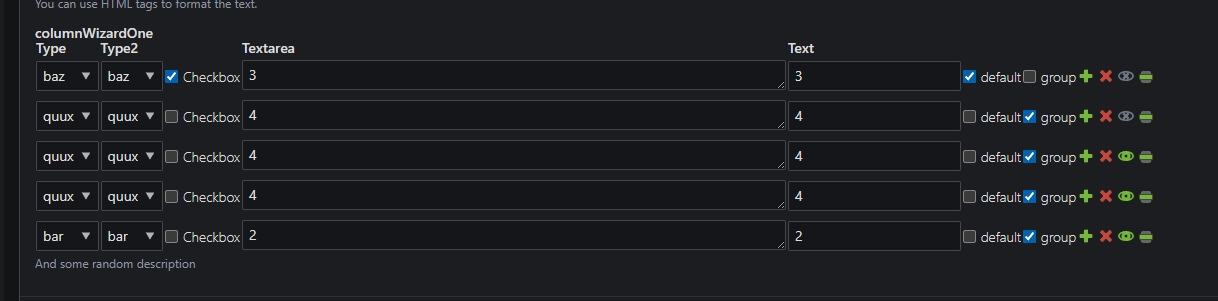 You can use HTML tags to format the text.
columnWizardOne
Type Type2 Textarea Text
baz baz Checkbox 3 3 default group
quux quux Checkbox 4 4 default group
quux quux Checkbox 4 4 default group
quux quux Checkbox 4 4 default group
bar bar Checkbox 2 2 default group
And some random description